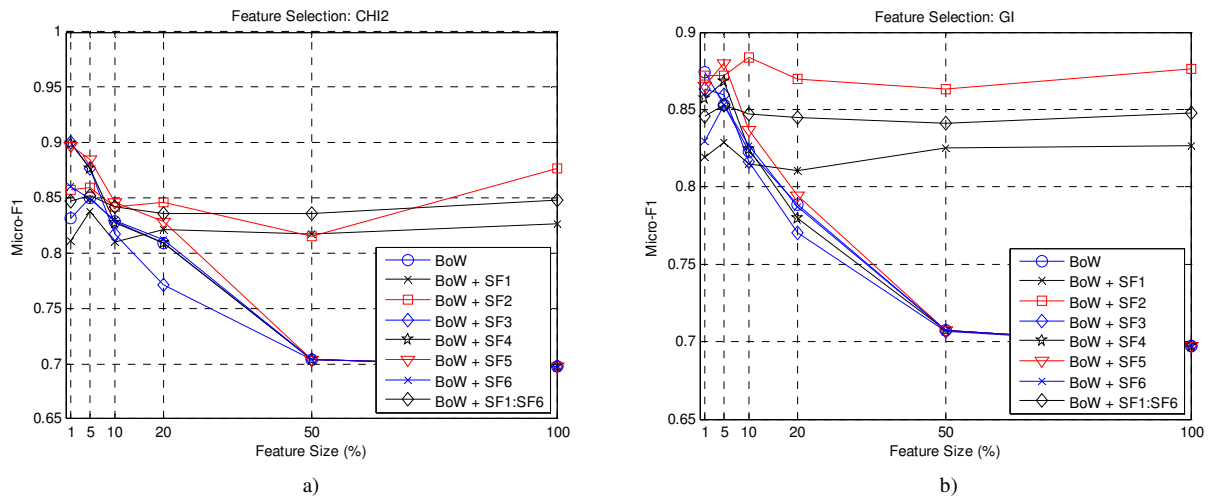 Feature Selection: CHI2
1
0.95
0.9
0.85
0.8
0.75
0.7
0.65
Micro-F1
1 5 10 20 50 100
Feature Size (%)
BoW
BoW + SF1
BoW + SF2
BoW + SF3
BoW + SF4
BoW + SF5
BoW + SF6
BoW + SF1:SF6
a)
Feature Selection: GI
0.9
0.85
0.8
0.75
0.7
0.65
Micro-F1
1 5 10 20 50 100
Feature Size (%)
BoW
BoW + SF1
BoW + SF2
BoW + SF3
BoW + SF4
BoW + SF5
BoW + SF6
BoW + SF1:SF6
b)